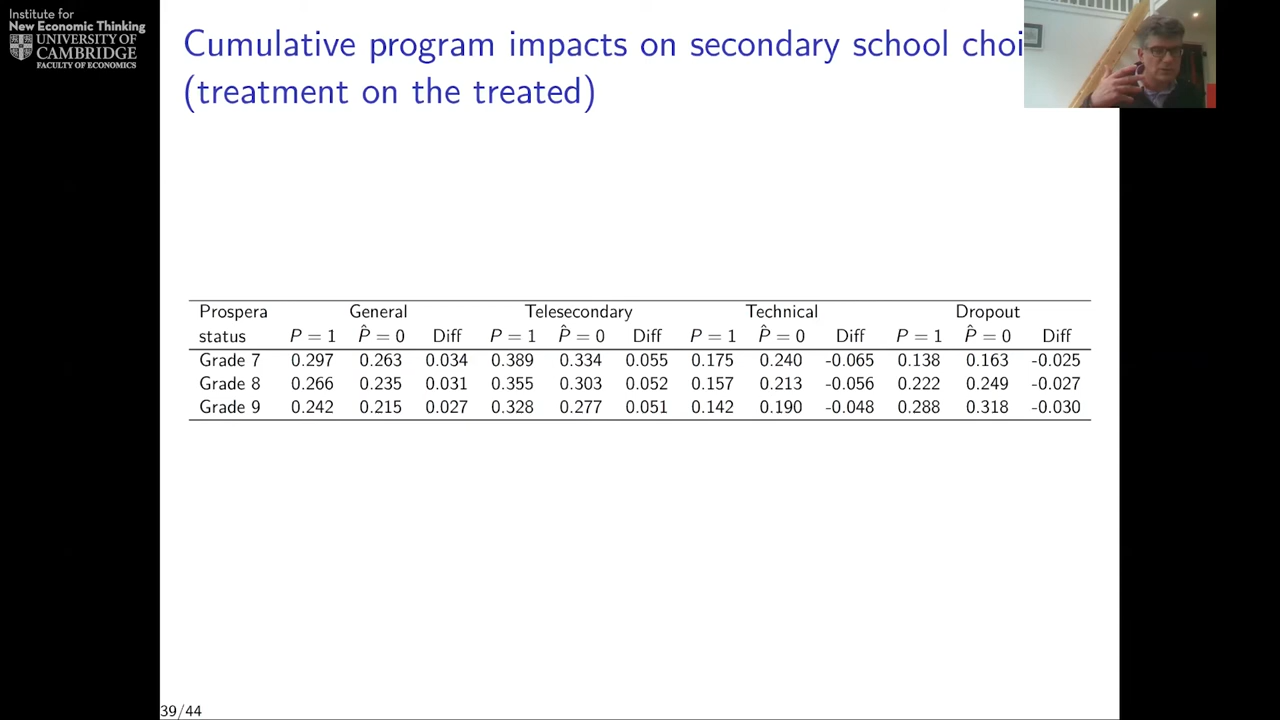 Institute for
New Economic Thinking
UNIVERSITY OF
CAMBRIDGE
FACULTY OF ECONOMICS
Cumulative program impacts on secondary school choi
(treatment on the treated)
Prospera General Telesecondary Technical Dropout
status P = 1 P̂ = 0 Diff P = 1 P̂ = 0 Diff P = 1 P̂ = 0 Diff P = 1 P̂ = 0 Diff
Grade 7 0.297 0.263 0.034 0.389 0.334 0.055 0.175 0.240 -0.065 0.138 0.163 -0.025
Grade 8 0.266 0.235 0.031 0.355 0.303 0.052 0.157 0.213 -0.056 0.222 0.249 -0.027
Grade 9 0.242 0.215 0.027 0.328 0.277 0.051 0.142 0.190 -0.048 0.288 0.318 -0.030
39/44